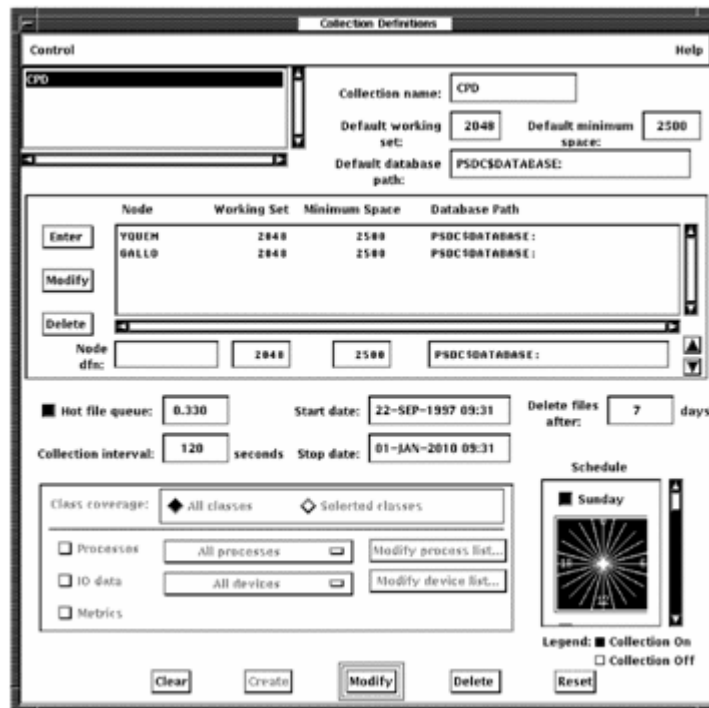 Collection Definitions
Control Help
CPD
Collection name: CPD
Default working set: 2048 Default minimum space: 2500
Default database path: PSDC$DATABASE:
Node Working Set Minimum Space Database Path
Enter
YQUEM 2048 2500 PSDC$DATABASE:
GALLO 2048 2500 PSDC$DATABASE:
Modify
Delete
Node dfn: 2048 2500 PSDC$DATABASE:
Hot file queue: 0.330 Start date: 22-SEP-1997 09:31 Delete files after: 7 days
Collection interval: 120 seconds Stop date: 01-JAN-2010 09:31
Schedule
Sunday
Class coverage: All classes Selected classes
Processes All processes Modify process list...
IO data All devices Modify device list...
Metrics
12
Legend: Collection On
Collection Off
Clear Create Modify Delete Reset